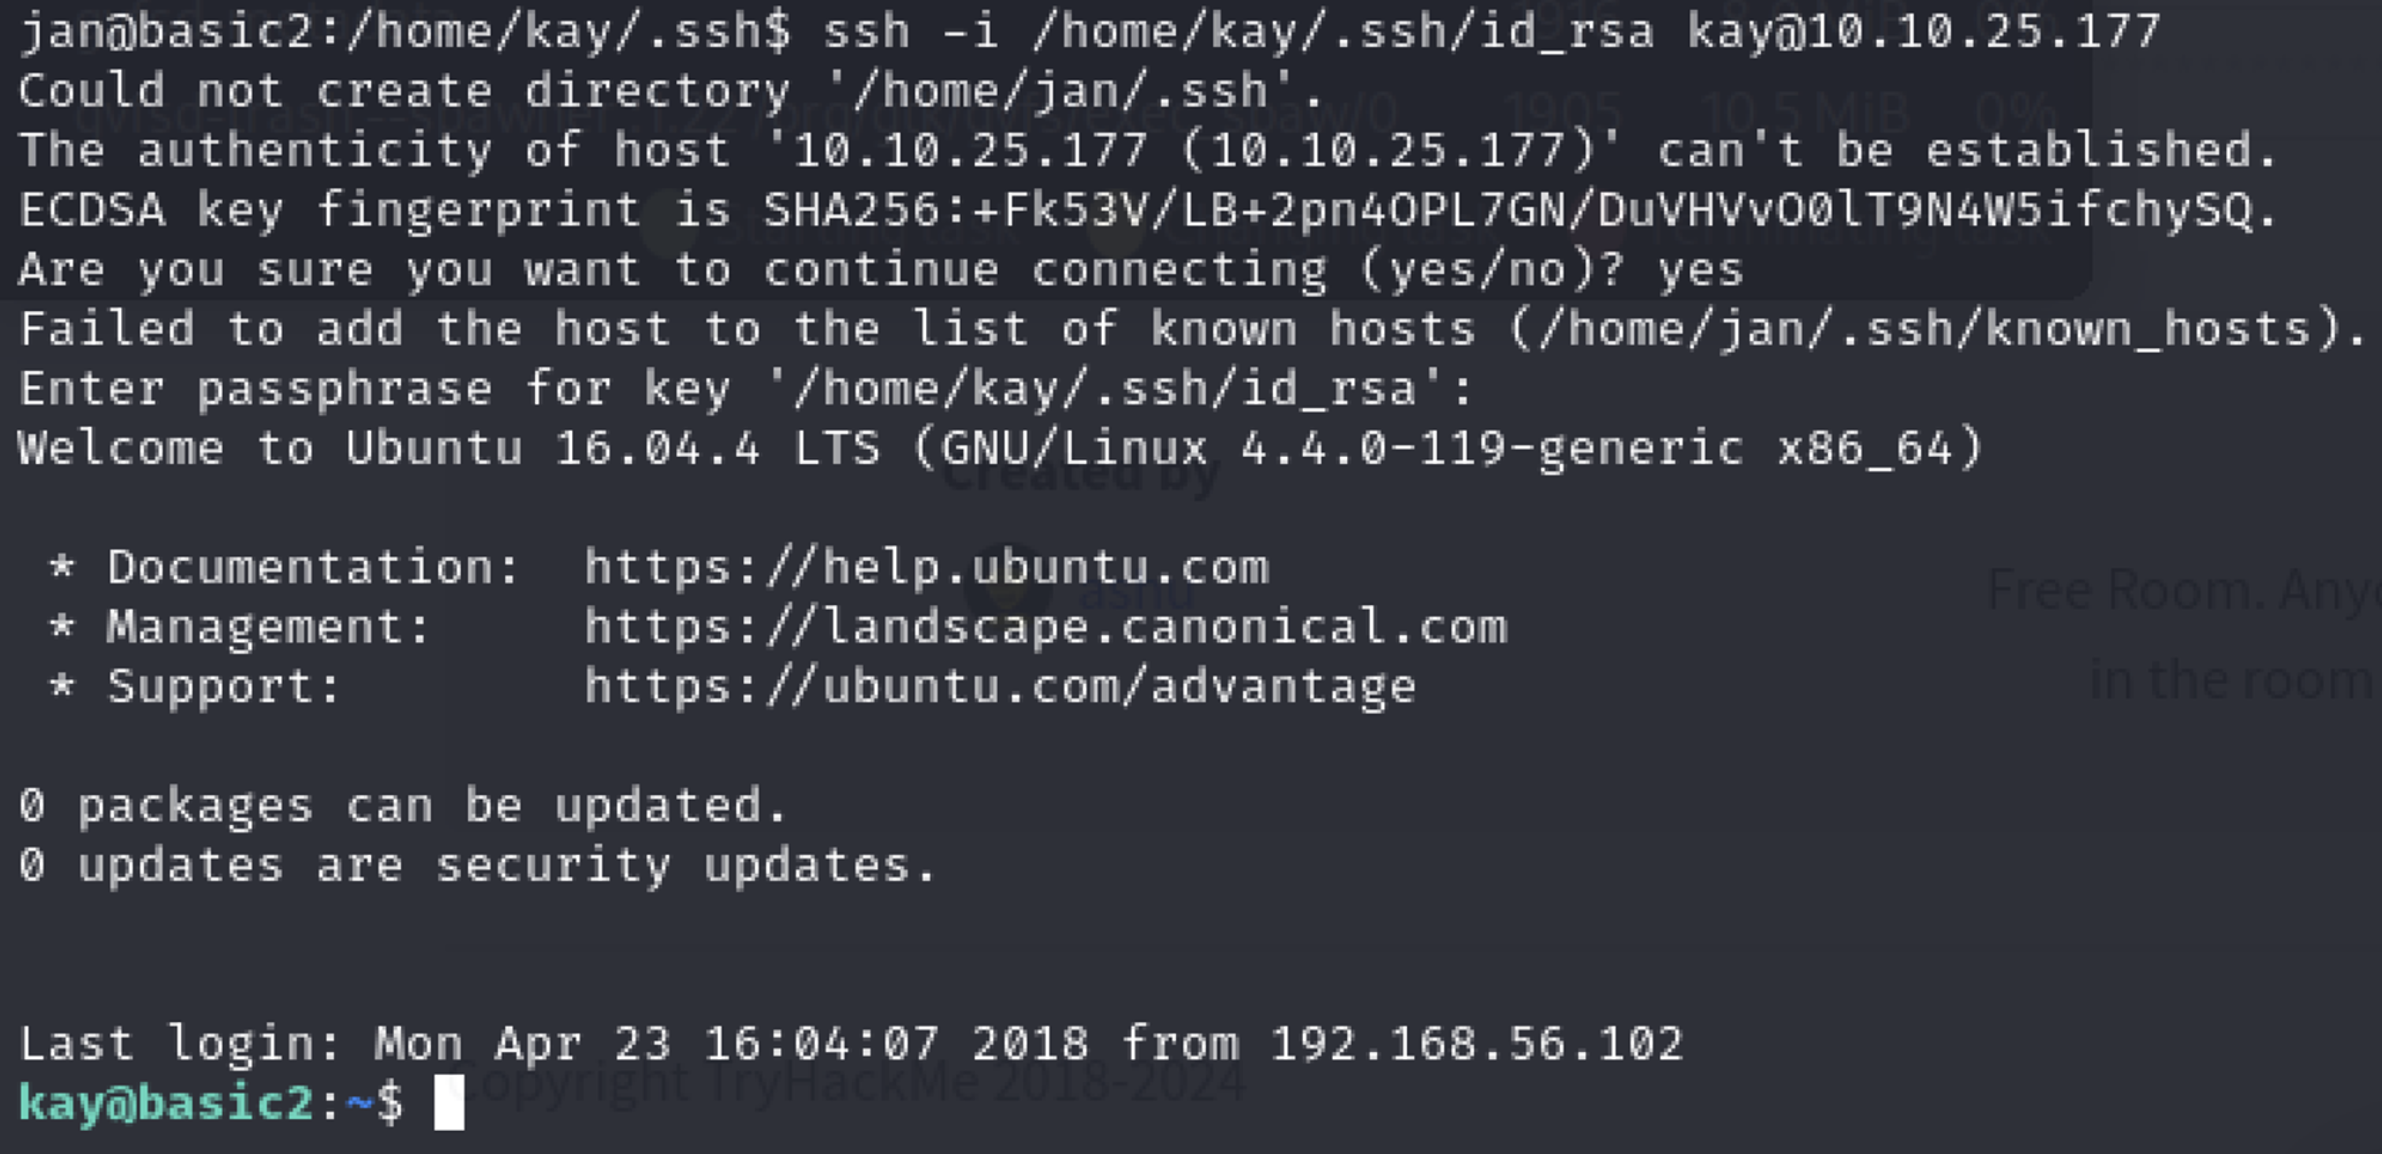 jan@basic2:/home/kay/.ssh$ ssh -i /home/kay/.ssh/id_rsa kay@10.10.25.177
Could not create directory '/home/jan/.ssh'.
The authenticity of host '10.10.25.177 (10.10.25.177)' can't be established.
ECDSA key fingerprint is SHA256:+Fk53V/LB+2pn4OPL7GN/DuVHVvO0lT9N4W5ifchySQ.
Are you sure you want to continue connecting (yes/no)? yes
Failed to add the host to the list of known hosts (/home/jan/.ssh/known_hosts).
Enter passphrase for key '/home/kay/.ssh/id_rsa':
Welcome to Ubuntu 16.04.4 LTS (GNU/Linux 4.4.0-119-generic x86_64)
Created by
 * Documentation:  https://help.ubuntu.com
ashu
Free Room.
 * Management:     https://landscape.canonical.com
 * Support:        https://ubuntu.com/advantage
in the room
0 packages can be updated.
0 updates are security updates.
Last login: Mon Apr 23 16:04:07 2018 from 192.168.56.102
kay@basic2:~$
Copyright TryHackMe 2018-2024